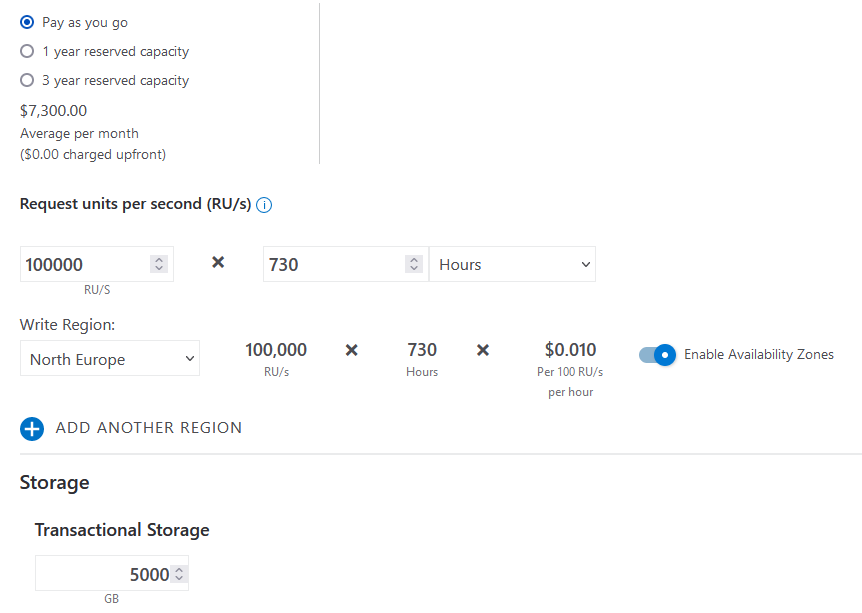 Pay as you go
1 year reserved capacity
3 year reserved capacity
$7,300.00
Average per month
($0.00 charged upfront)
Request units per second (RU/s)
100000 × 730 Hours
RU/S
Write Region:
North Europe 100,000 × 730 × $0.010 Enable Availability Zones
RU/s Hours Per 100 RU/s
per hour
ADD ANOTHER REGION
Storage
Transactional Storage
5000
GB